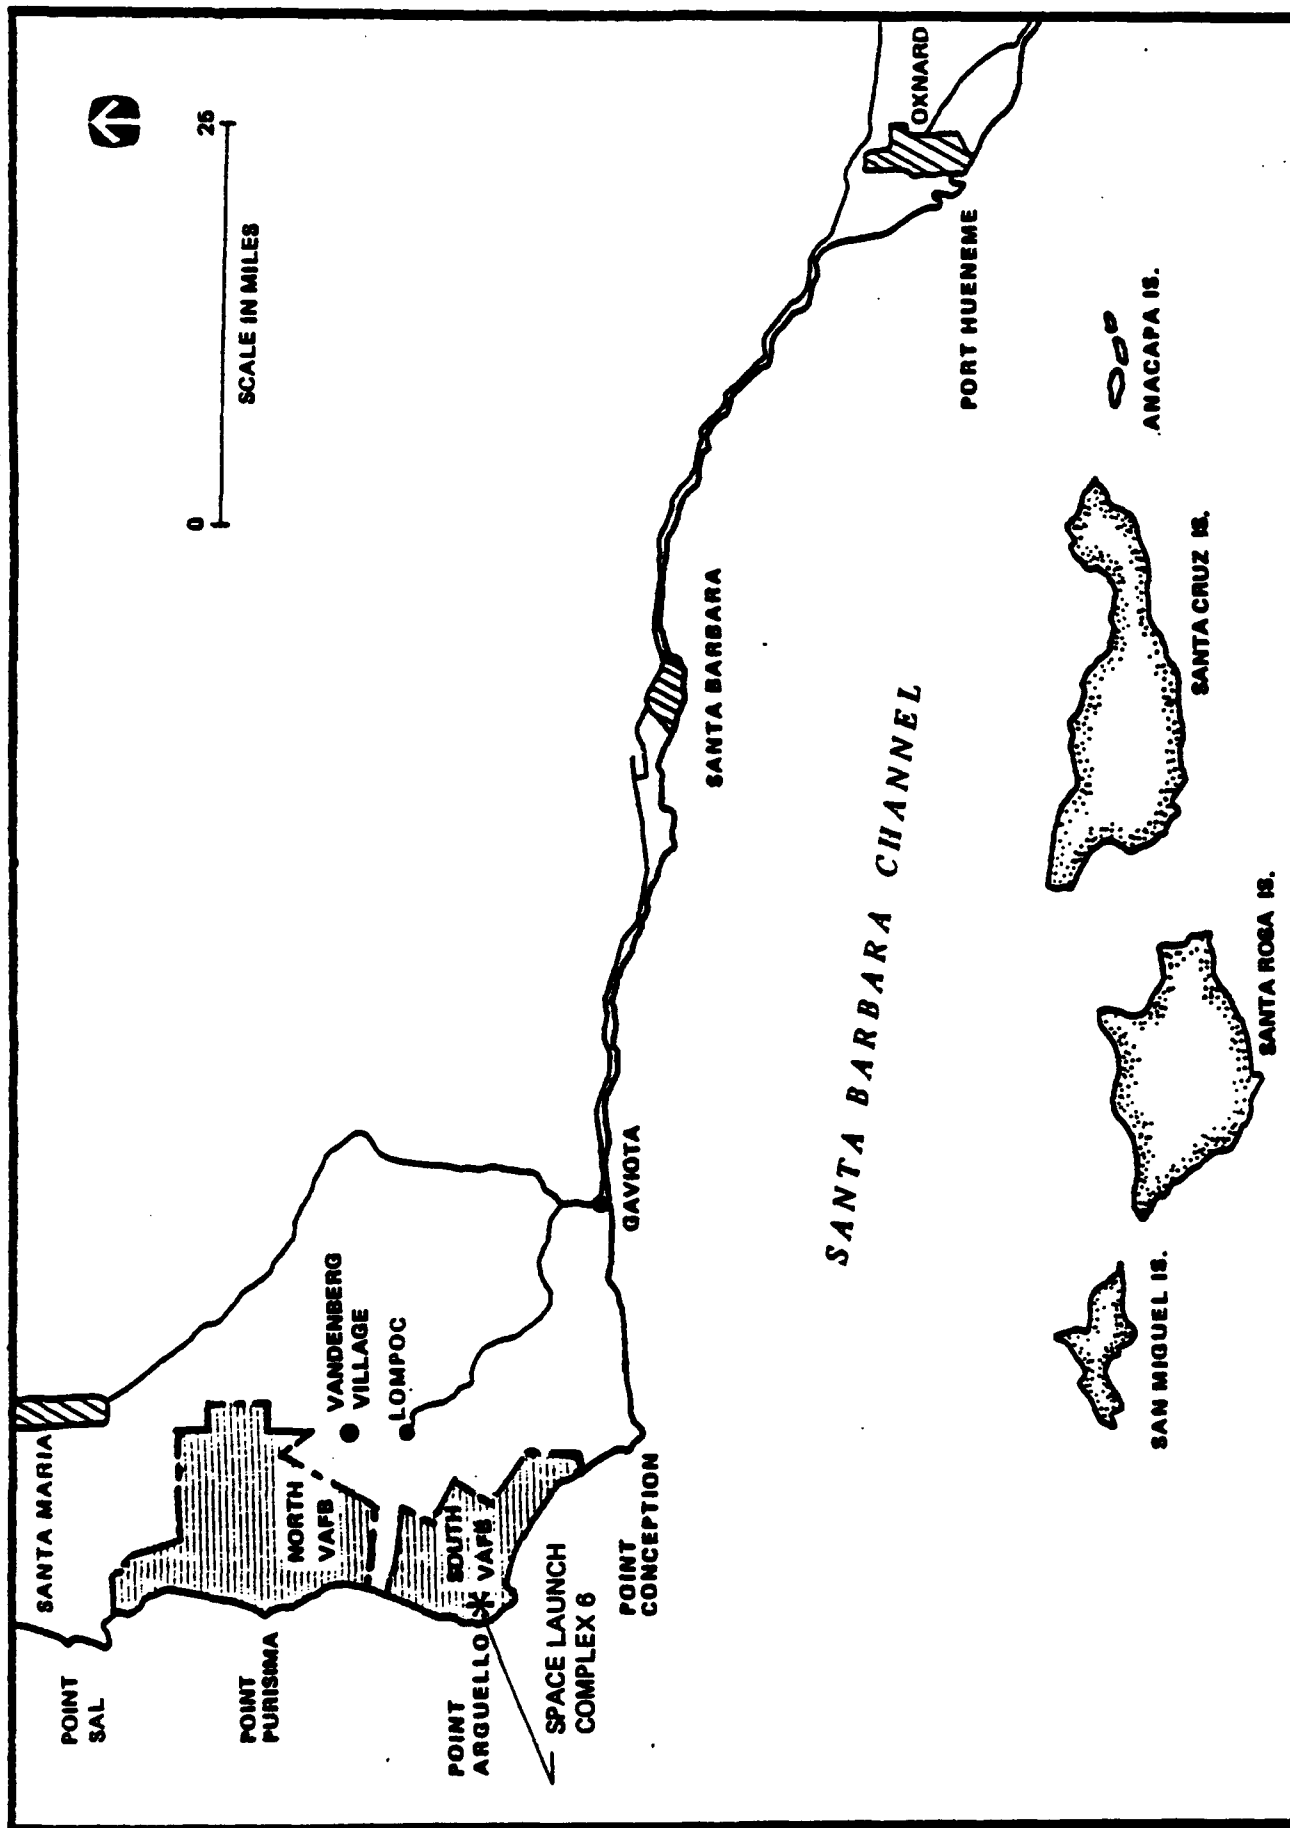 0
25
SCALE IN MILES
SANTA MARIA
POINT
SAL
POINT
PURISIMA
NORTH
VAFB
VANDENBERG
VILLAGE
LOMPOC
POINT
ARGUELLO
SOUTH
VAFB
SPACE LAUNCH
COMPLEX 6
POINT
CONCEPTION
GAVIOTA
SANTA BARBARA
OXNARD
PORT HUENEME
SANTA BARBARA CHANNEL
SAN MIGUEL IS.
SANTA ROSA IS.
SANTA CRUZ IS.
ANACAPA IS.